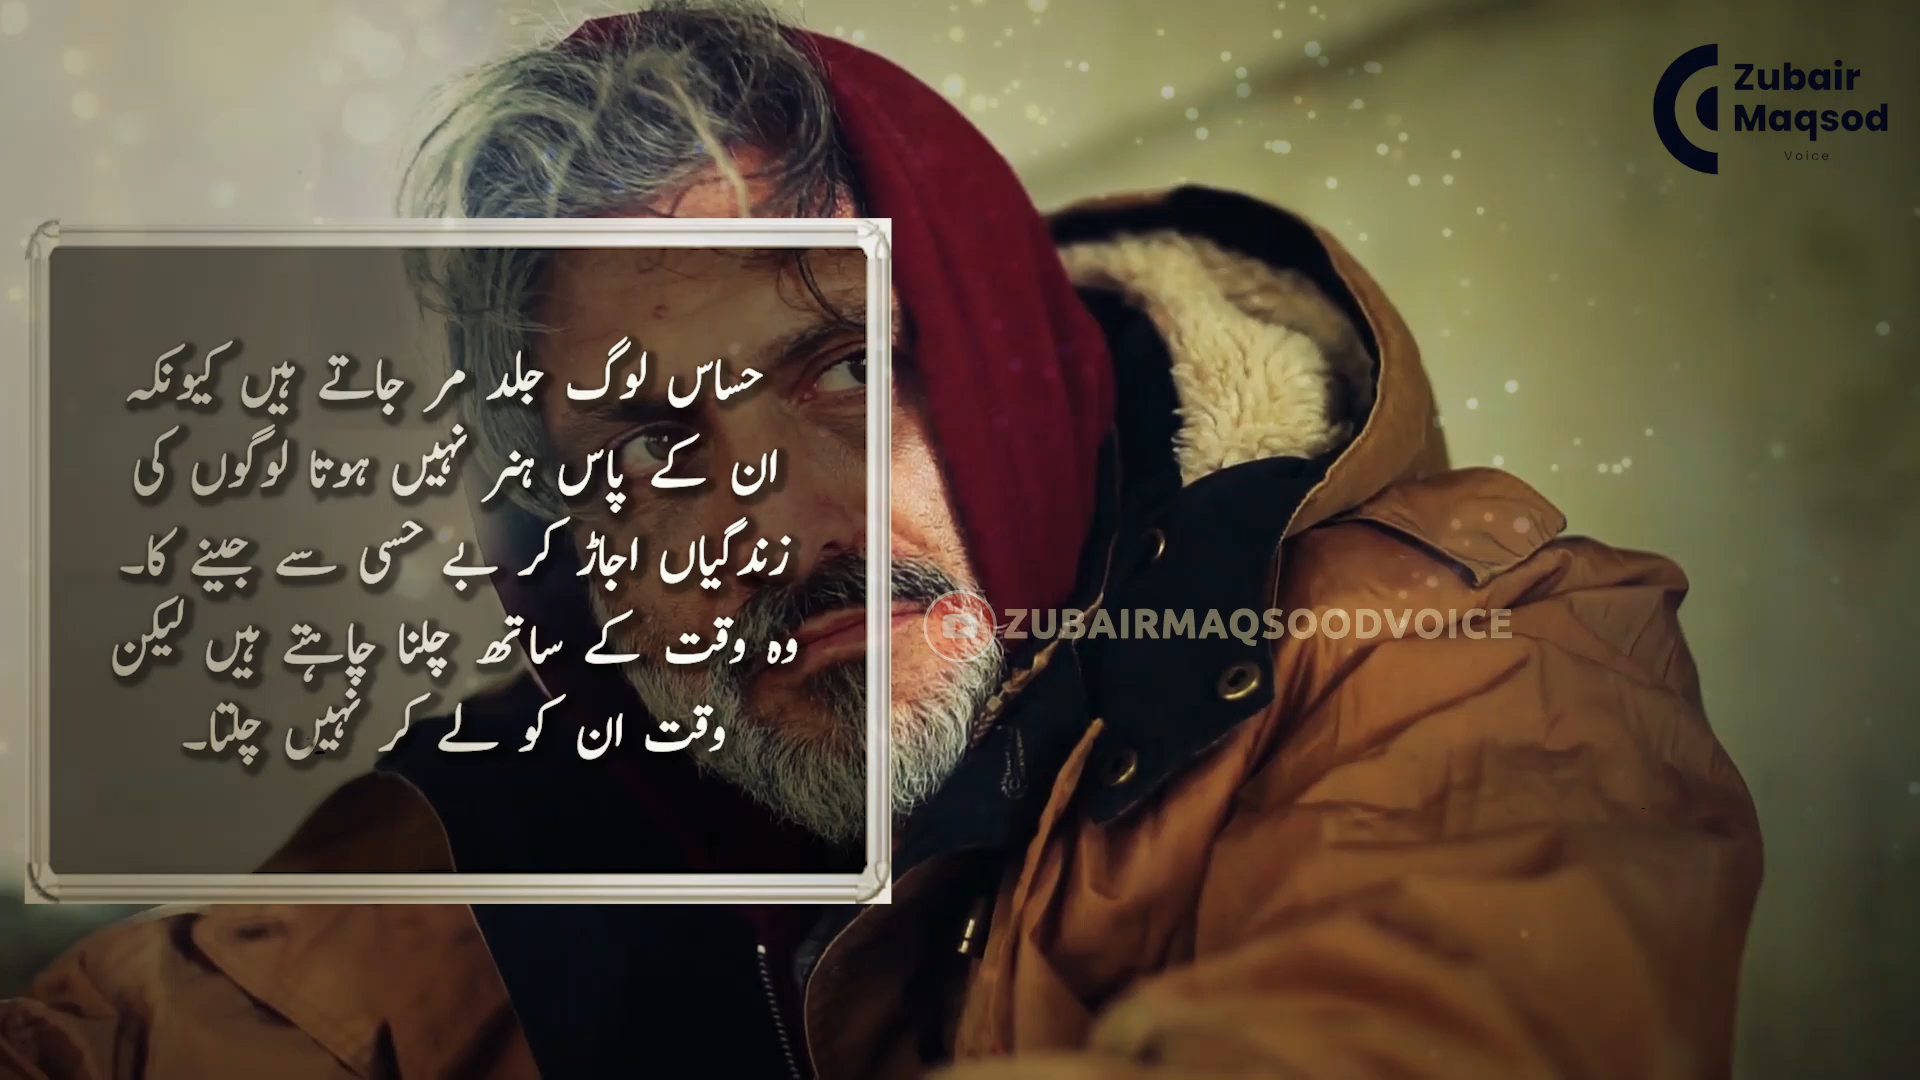 Zubair
Maqsod
Voice
حساس لوگ جلد مر جاتے ہیں کیونکہ
ان کے پاس ہنر نہیں ہوتا لوگوں کی
زندگیاں اجاڑ کر بے حسی سے جینے کا۔
وہ وقت کے ساتھ چلنا چاہتے ہیں لیکن
وقت ان کو لے کر نہیں چلتا۔
ZUBAIRMAQSOODVOICE